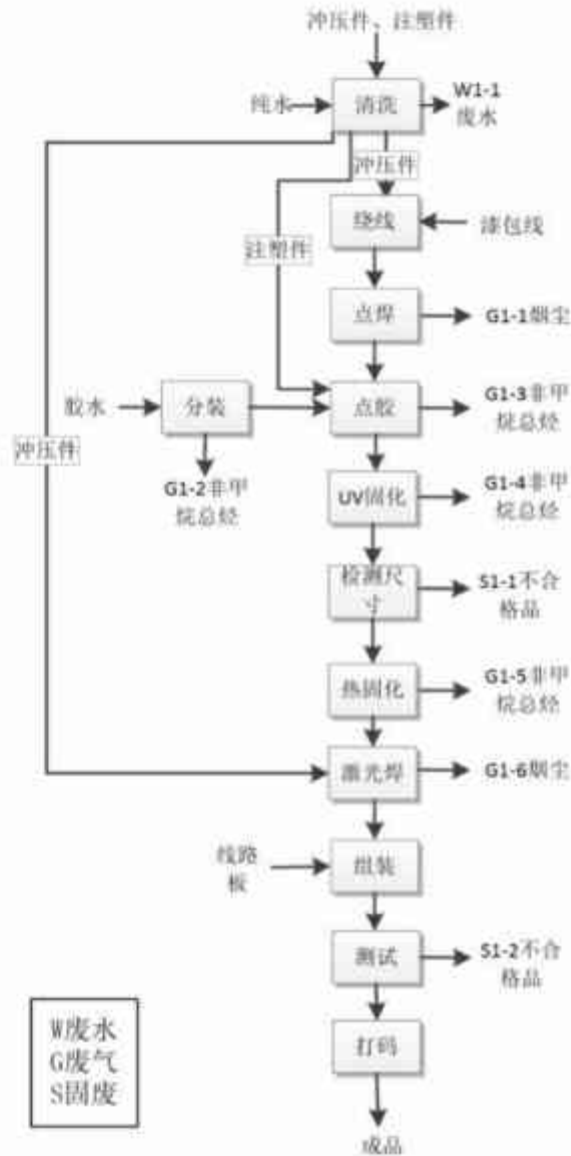 冲压件、注塑件
纯水
清洗
W1-1
废水
冲压件
绕线
漆包线
注塑件
点焊
G1-1烟尘
胶水
分装
点胶
G1-3非甲
烷总烃
冲压件
G1-2非甲
烷总烃
UV固化
G1-4非甲
烷总烃
检测尺
寸
S1-1不合
格品
热固化
G1-5非甲
烷总烃
激光焊
G1-6烟尘
线路
板
组装
测试
S1-2不合
格品
打码
W废水
G废气
S固废
成品